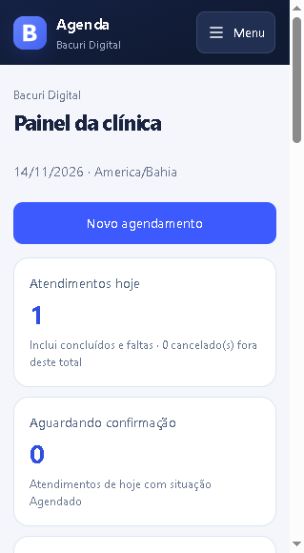 B
Agenda
Bacuri Digital
Menu
Bacuri Digital
Painel da clínica
14/11/2026 · America/Bahia
Novo agendamento
Atendimentos hoje
1
Inclui concluídos e faltas · 0 cancelado(s) fora
deste total
Aguardando confirmação
0
Atendimentos de hoje com situação
Agendado